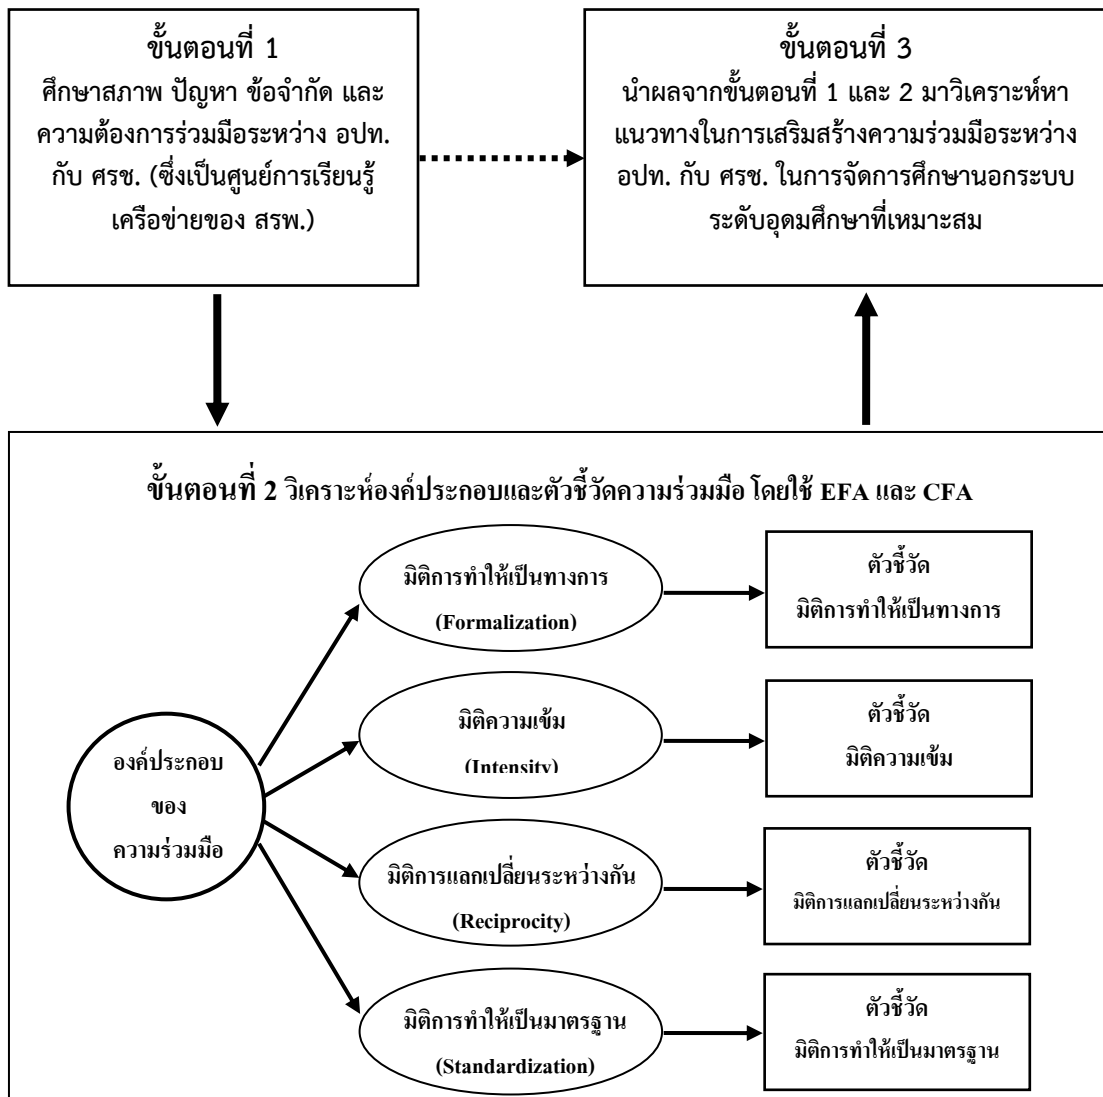 ขั้นตอนที่ 1
ศึกษาสภาพ ปัญหา ข้อจำกัด และ
ความต้องการร่วมมือระหว่าง อปท.
กับ ศรช. (ซึ่งเป็นศูนย์การเรียนรู้
เครือข่ายของ สรพ.)
ขั้นตอนที่ 3
นำผลจากขั้นตอนที่ 1 และ 2 มาวิเคราะห์หา
แนวทางในการเสริมสร้างความร่วมมือระหว่าง
อปท. กับ ศรช. ในการจัดการศึกษานอกระบบ
ระดับอุดมศึกษาที่เหมาะสม
ขั้นตอนที่ 2 วิเคราะห์องค์ประกอบและตัวชี้วัดความร่วมมือ โดยใช้ EFA และ CFA
องค์ประกอบ
ของ
ความร่วมมือ
มิติการทำให้เป็นทางการ
(Formalization)
ตัวชี้วัด
มิติการทำให้เป็นทางการ
มิติความเข้ม
(Intensity)
ตัวชี้วัด
มิติความเข้ม
มิติการแลกเปลี่ยนระหว่างกัน
(Reciprocity)
ตัวชี้วัด
มิติการแลกเปลี่ยนระหว่างกัน
มิติการทำให้เป็นมาตรฐาน
(Standardization)
ตัวชี้วัด
มิติการทำให้เป็นมาตรฐาน